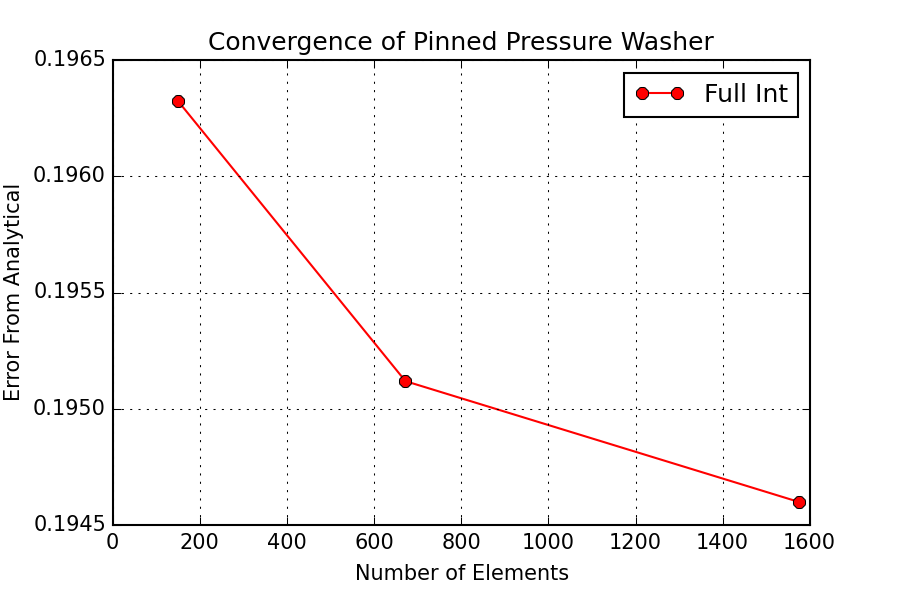 Convergence of Pinned Pressure Washer
Full Int
0.1965
0.1960
0.1955
0.1950
0.1945
Error From Analytical
0 200 400 600 800 1000 1200 1400 1600
Number of Elements